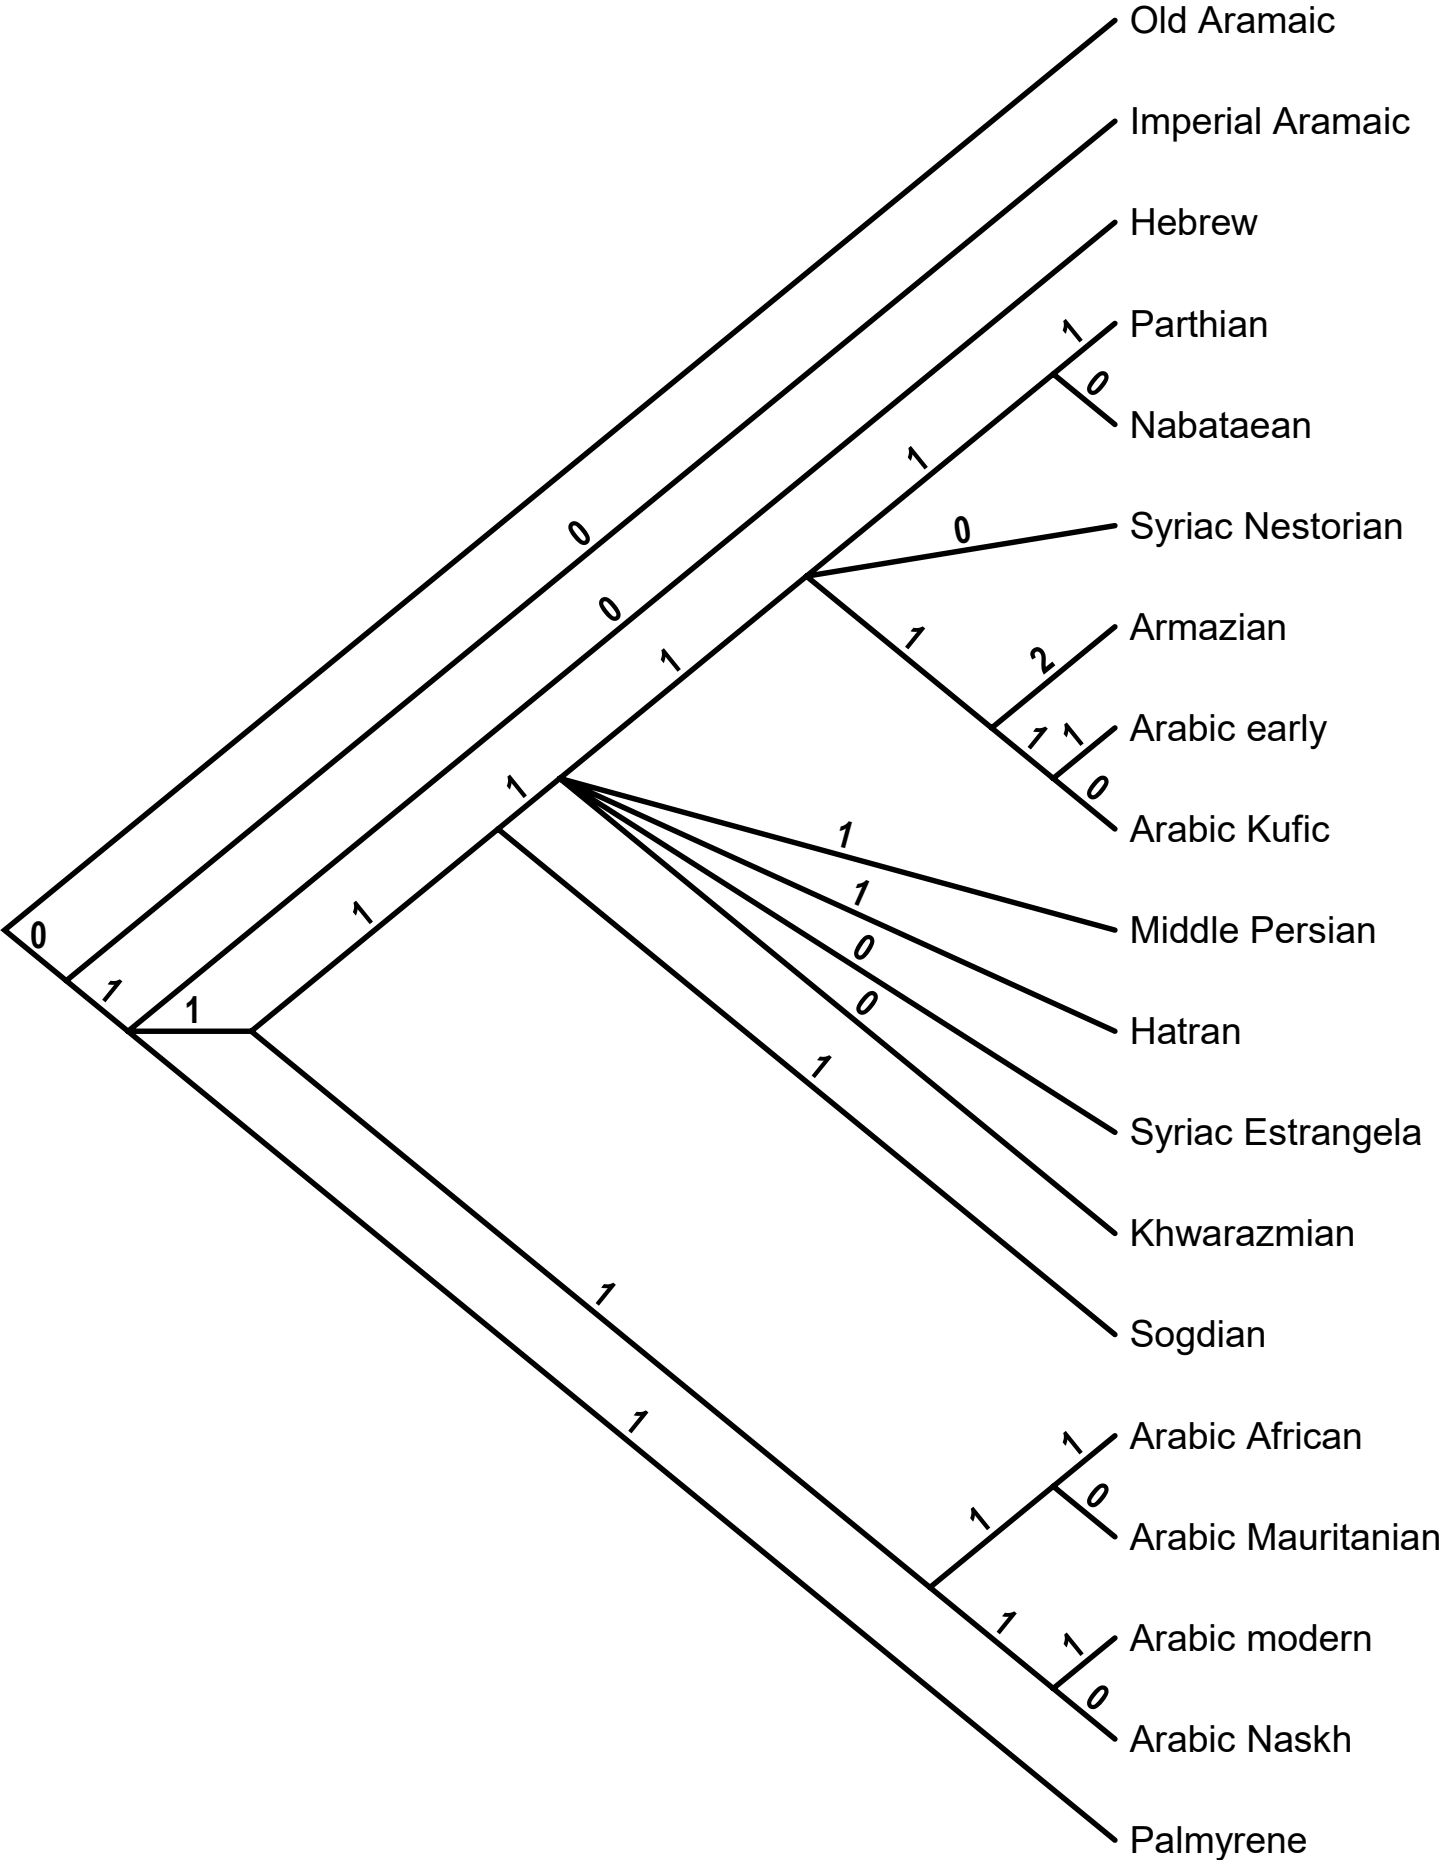 Old Aramaic
Imperial Aramaic
Hebrew
1 Parthian
0 Nabataean
1
0
0 Syriac Nestorian
0
1
2 Armazian
1
1 1 Arabic early
0 Arabic Kufic
1
1
1 Middle Persian
1
0
0
1
0
1
1 Hatran
1
Syriac Estrangela
Khwarazmian
1
Sogdian
1
1 Arabic African
0 Arabic Mauritanian
1
1
1 Arabic modern
0 Arabic Naskh
Palmyrene